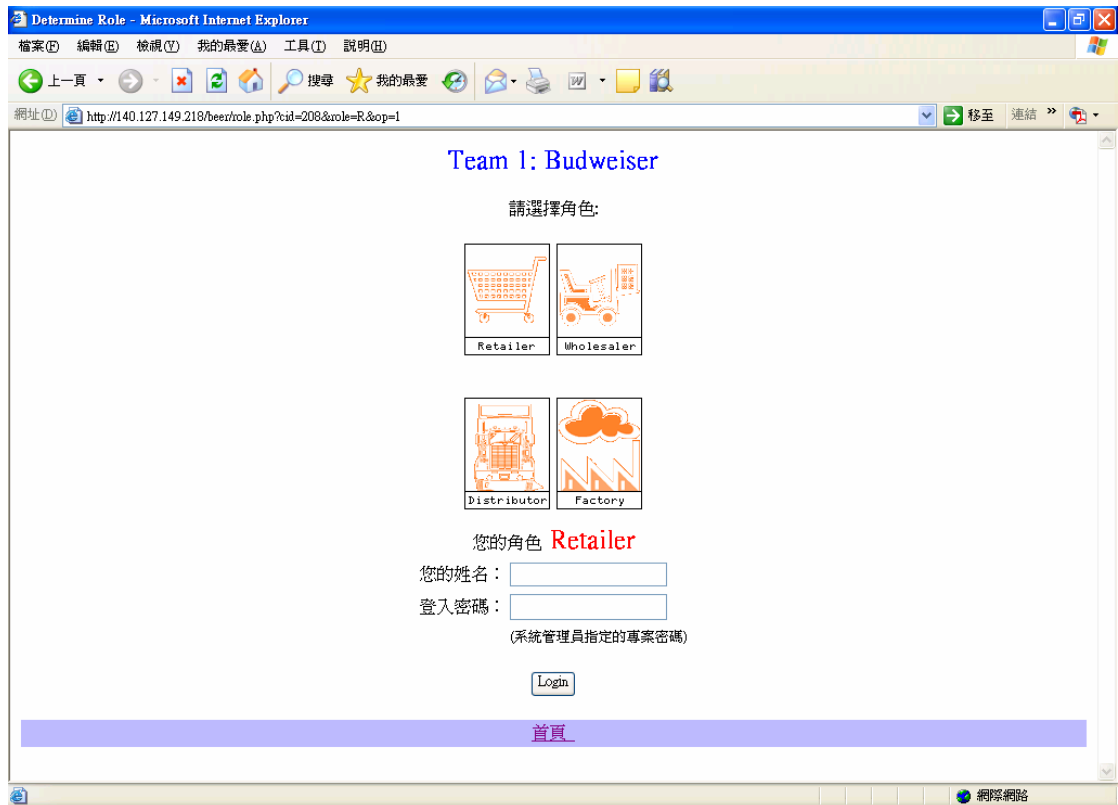 Determine Role - Microsoft Internet Explorer
檔案(F) 編輯(E) 檢視(V) 我的最愛(A) 工具(T) 說明(H)
上一頁 搜尋 我的最愛
網址(D) http://140.127.149.218/beer/role.php?cid=208&role=R&op=1 移至 連結 »
Team 1: Budweiser
請選擇角色:
Retailer Wholesaler
Distributor Factory
您的角色 Retailer
您的姓名：
登入密碼：
(系統管理員指定的專案密碼)
Login
首頁
網際網路